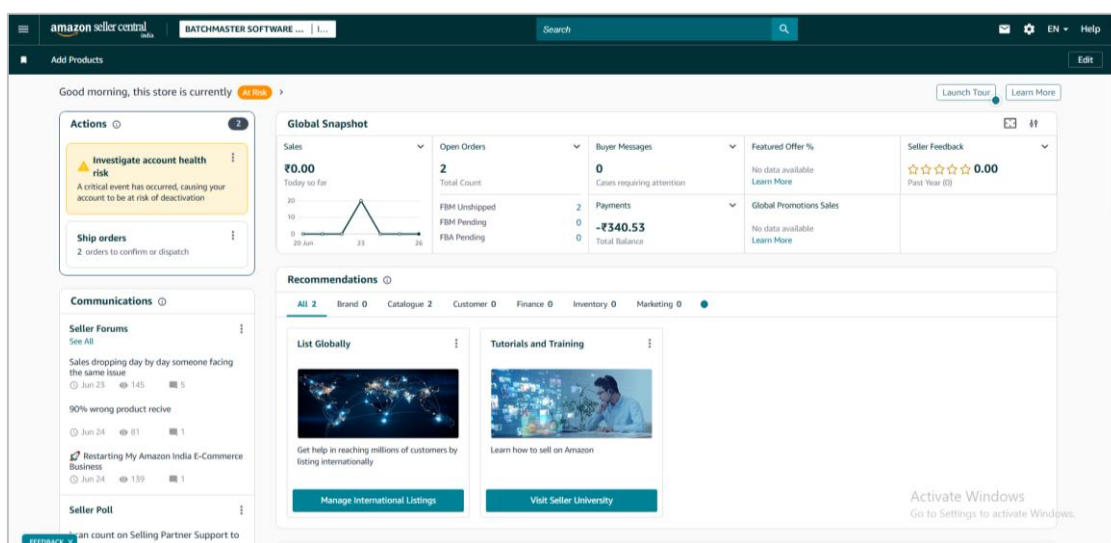 amazon seller central
india
BATCHMASTER SOFTWARE ... | I...
Search
EN
Help
Add Products
Edit
Good morning, this store is currently At Risk
Launch Tour
Learn More
Actions
2
Investigate account health
risk
A critical event has occurred, causing your
account to be at risk of deactivation
Ship orders
2 orders to confirm or dispatch
Communications
Seller Forums
See All
Sales dropping day by day someone facing
the same issue
Jun 23 145 5
90% wrong product recive
Jun 24 81 1
Restarting My Amazon India E-Commerce
Business
Jun 24 139 1
Seller Poll
can count on Selling Partner Support to
FEEDBACK X
Global Snapshot
Sales
₹0.00
Today so far
20
10
0
20 Jun 23 26
Open Orders
2
Total Count
FBM Unshipped 2
FBM Pending 0
FBA Pending 0
Buyer Messages
0
Cases requiring attention
Payments
-₹340.53
Total Balance
Featured Offer %
No data available
Learn More
Global Promotions Sales
No data available
Learn More
Seller Feedback
0.00
Past Year (0)
Recommendations
All 2 Brand 0 Catalogue 2 Customer 0 Finance 0 Inventory 0 Marketing 0
List Globally
Get help in reaching millions of customers by
listing internationally
Manage International Listings
Tutorials and Training
Learn how to sell on Amazon
Visit Seller University
Activate Windows
Go to Settings to activate Windows.